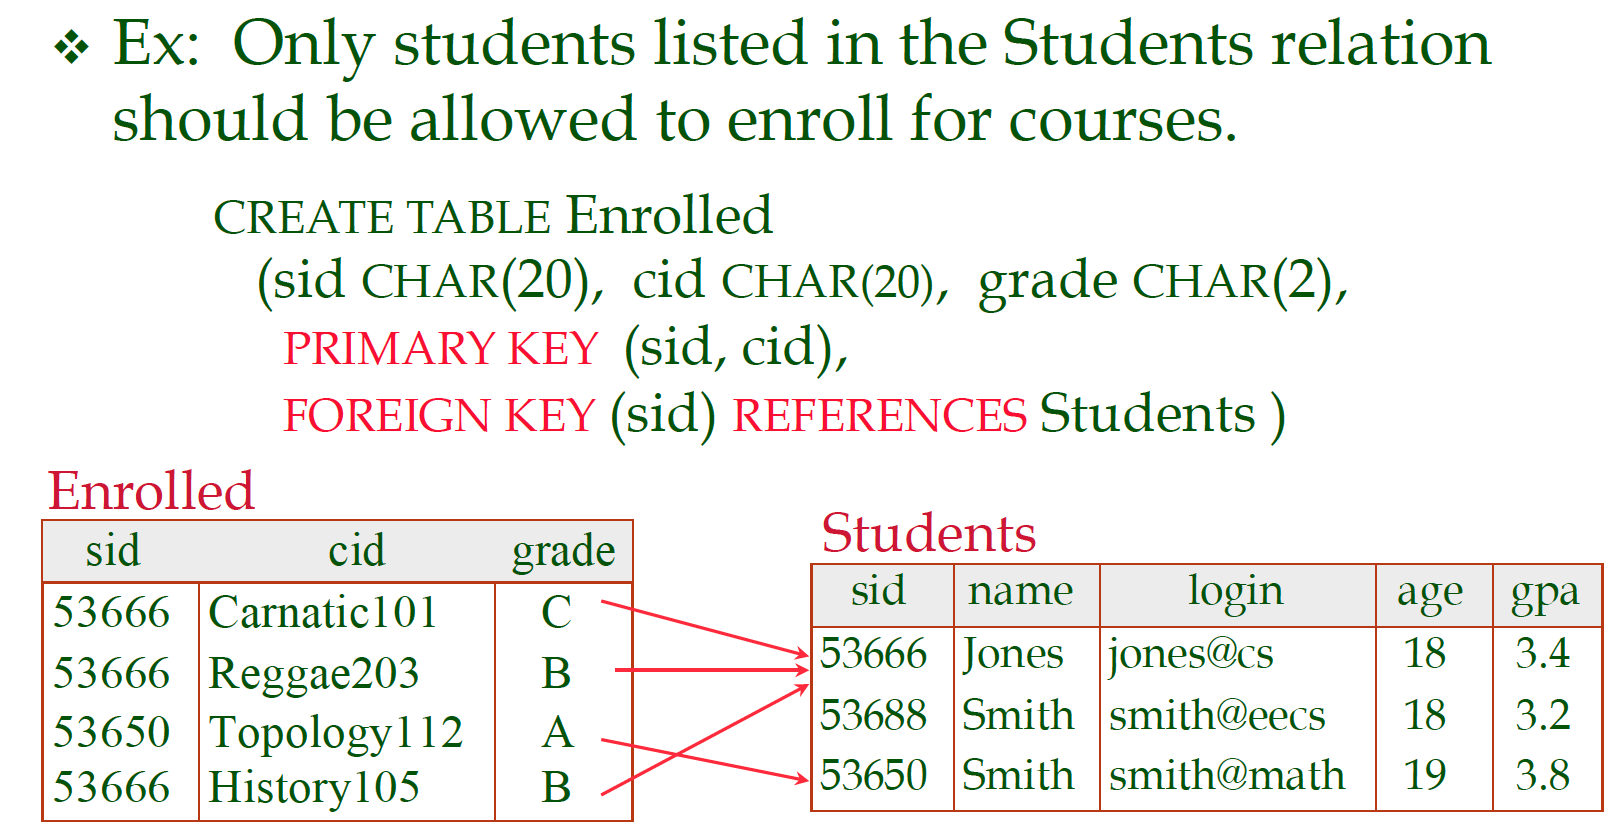 ❖ Ex: Only students listed in the Students relation
should be allowed to enroll for courses.
CREATE TABLE Enrolled
(sid CHAR(20), cid CHAR(20), grade CHAR(2),
PRIMARY KEY (sid, cid),
FOREIGN KEY (sid) REFERENCES Students )
Enrolled
sid cid grade
53666 Carnatic101 C
53666 Reggae203 B
53650 Topology112 A
53666 History105 B
Students
sid name login age gpa
53666 Jones jones@cs 18 3.4
53688 Smith smith@eecs 18 3.2
53650 Smith smith@math 19 3.8